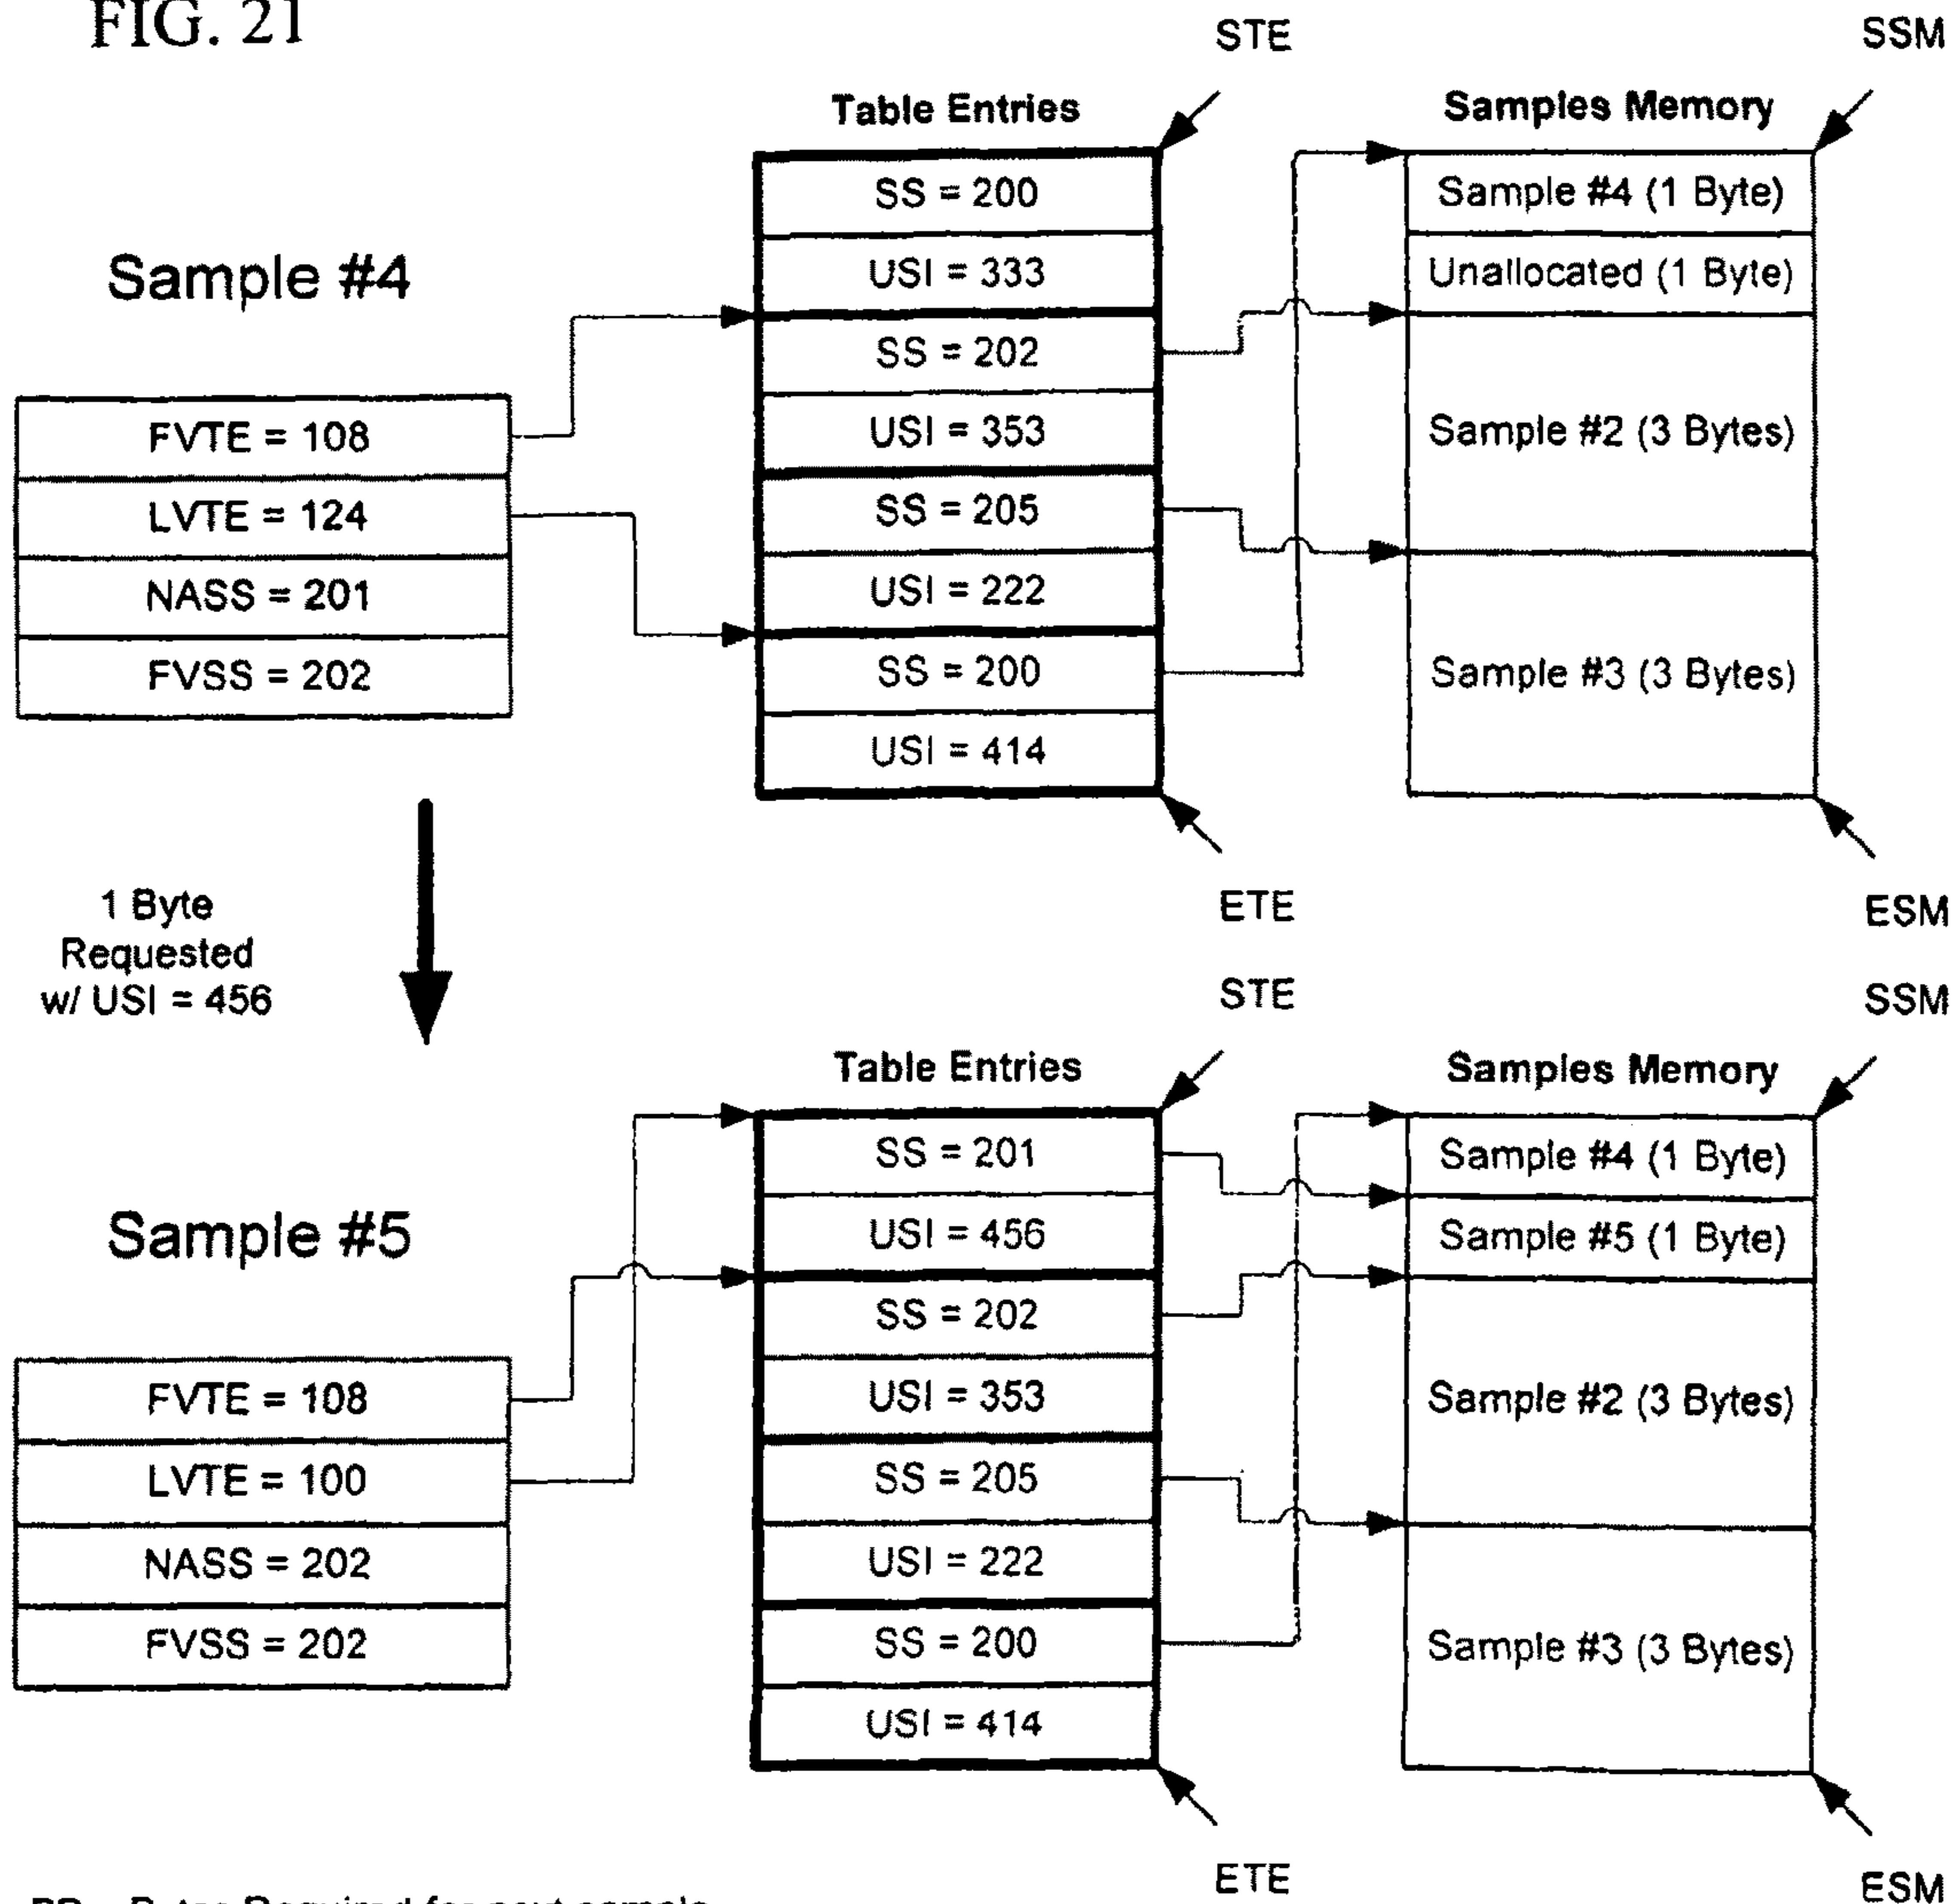 FIG. 21
STE
SSM
Table Entries
Samples Memory
Sample #4
FVTE = 108
LVTE = 124
NASS = 201
FVSS = 202
SS = 200
USI = 333
SS = 202
USI = 353
SS = 205
USI = 222
SS = 200
USI = 414
Sample #4 (1 Byte)
Unallocated (1 Byte)
Sample #2 (3 Bytes)
Sample #3 (3 Bytes)
ETE
ESM
1 Byte
Requested
w/ USI = 456
STE
SSM
Table Entries
Samples Memory
Sample #5
FVTE = 108
LVTE = 100
NASS = 202
FVSS = 202
SS = 201
USI = 456
SS = 202
USI = 353
SS = 205
USI = 222
SS = 200
USI = 414
Sample #4 (1 Byte)
Sample #5 (1 Byte)
Sample #2 (3 Bytes)
Sample #3 (3 Bytes)
ETE
ESM
Bytes Required for next sample